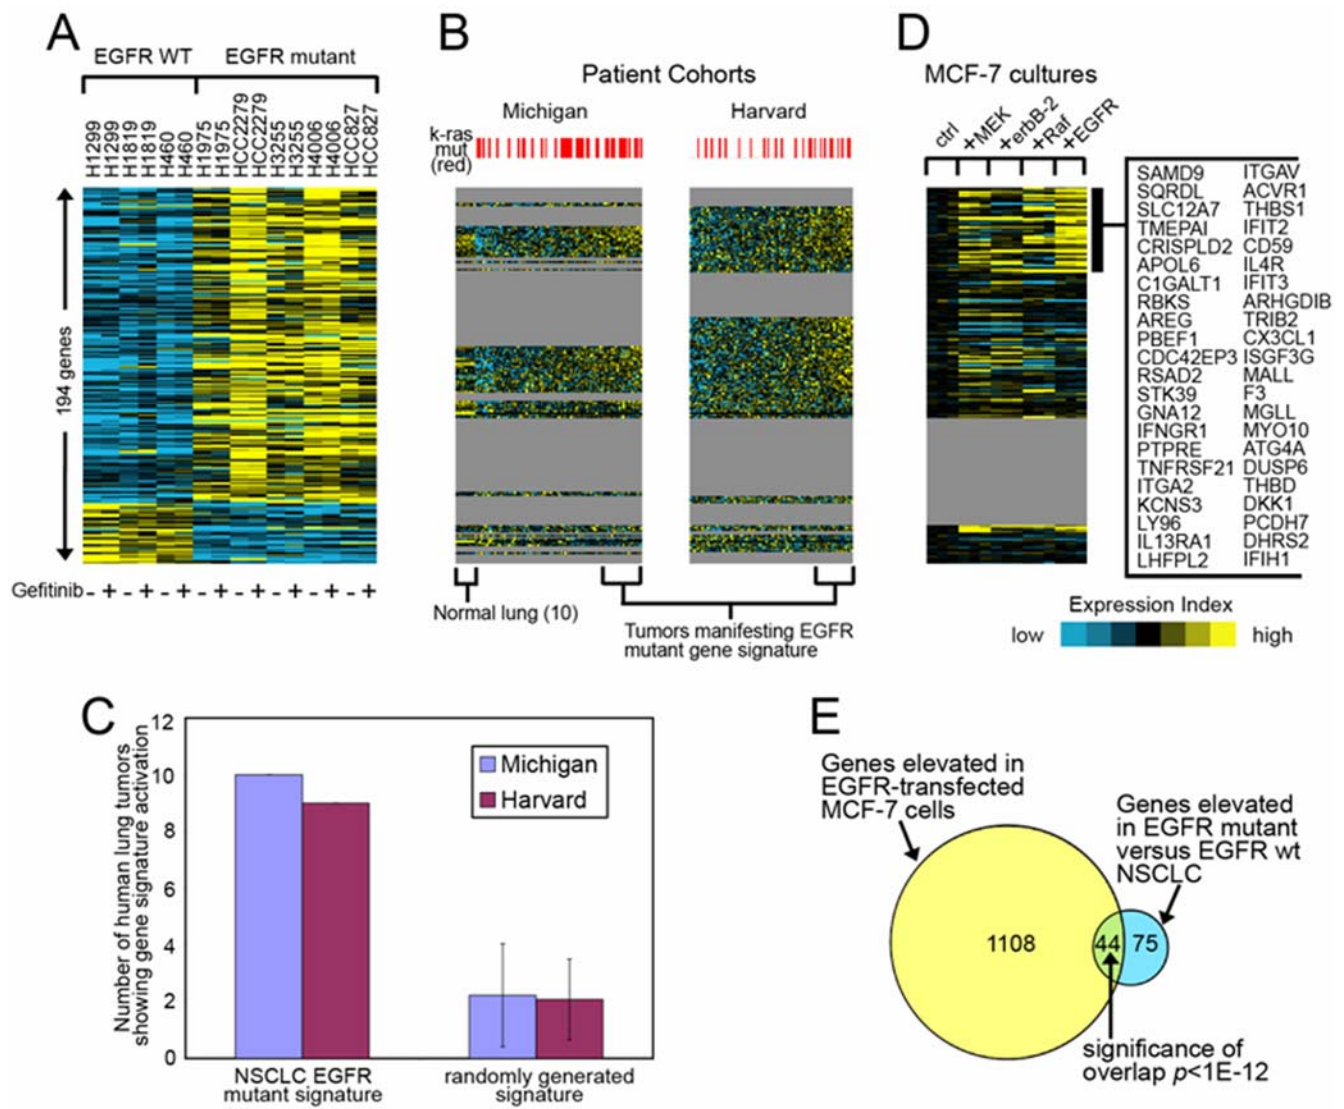 A
EGFR WT
EGFR mutant
H1299
H1299
H1819
H1819
H460
H460
H1975
H1975
HCC2279
HCC2279
H3255
H3255
H4006
H4006
HCC827
HCC827
194 genes
Gefitinib - + - + - + - + - + - + - + - +
B
Patient Cohorts
Michigan
Harvard
k-ras
mut
(red)
Normal lung (10)
Tumors manifesting EGFR
mutant gene signature
D
MCF-7 cultures
ctrl
+MEK
+erbB-2
+Raf
+EGFR
SAMD9 ITGAV
SQRDL ACVR1
SLC12A7 THBS1
TMEPAI IFIT2
CRISPLD2 CD59
APOL6 IL4R
C1GALT1 IFIT3
RBKS ARHGDIB
AREG TRIB2
PBEF1 CX3CL1
CDC42EP3 ISGF3G
RSAD2 MALL
STK39 F3
GNA12 MGLL
IFNGR1 MYO10
PTPRE ATG4A
TNFRSF21 DUSP6
ITGA2 THBD
KCNS3 DKK1
LY96 PCDH7
IL13RA1 DHRS2
LHFPL2 IFIH1
Expression Index
low
high
C
Number of human lung tumors
showing gene signature activation
12
10
8
6
4
2
0
Michigan
Harvard
NSCLC EGFR
mutant signature
randomly generated
signature
E
Genes elevated in
EGFR-transfected
MCF-7 cells
Genes elevated
in EGFR mutant
versus EGFR wt
NSCLC
1108
44
75
significance of
overlap p<1E-12